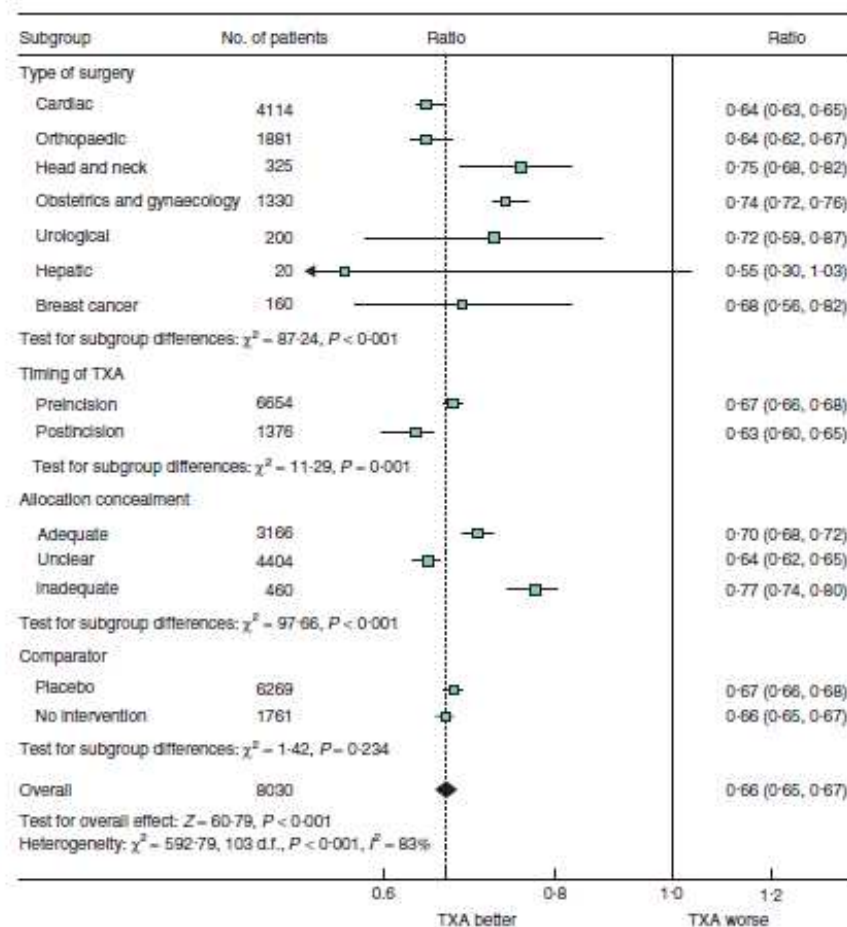 Subgroup No. of patients Ratio Ratio
Type of surgery
Cardiac 4114 0·64 (0·63, 0·65)
Orthopaedic 1881 0·64 (0·62, 0·67)
Head and neck 325 0·75 (0·68, 0·82)
Obstetrics and gynaecology 1330 0·74 (0·72, 0·76)
Urological 200 0·72 (0·59, 0·87)
Hepatic 20 0·55 (0·30, 1·03)
Breast cancer 160 0·68 (0·56, 0·82)
Test for subgroup differences: χ² = 87·24, P < 0·001
Timing of TXA
Preincision 6654 0·67 (0·66, 0·68)
Postincision 1376 0·63 (0·60, 0·65)
Test for subgroup differences: χ² = 11·29, P = 0·001
Allocation concealment
Adequate 3166 0·70 (0·68, 0·72)
Unclear 4404 0·64 (0·62, 0·65)
Inadequate 460 0·77 (0·74, 0·80)
Test for subgroup differences: χ² = 97·66, P < 0·001
Comparator
Placebo 6269 0·67 (0·66, 0·68)
No intervention 1761 0·66 (0·65, 0·67)
Test for subgroup differences: χ² = 1·42, P = 0·234
Overall 8030 0·66 (0·65, 0·67)
Test for overall effect: Z = 60·79, P < 0·001
Heterogeneity: χ² = 592·79, 103 d.f., P < 0·001, I² = 83%
0·6 0·8 1·0 1·2
TXA better TXA worse